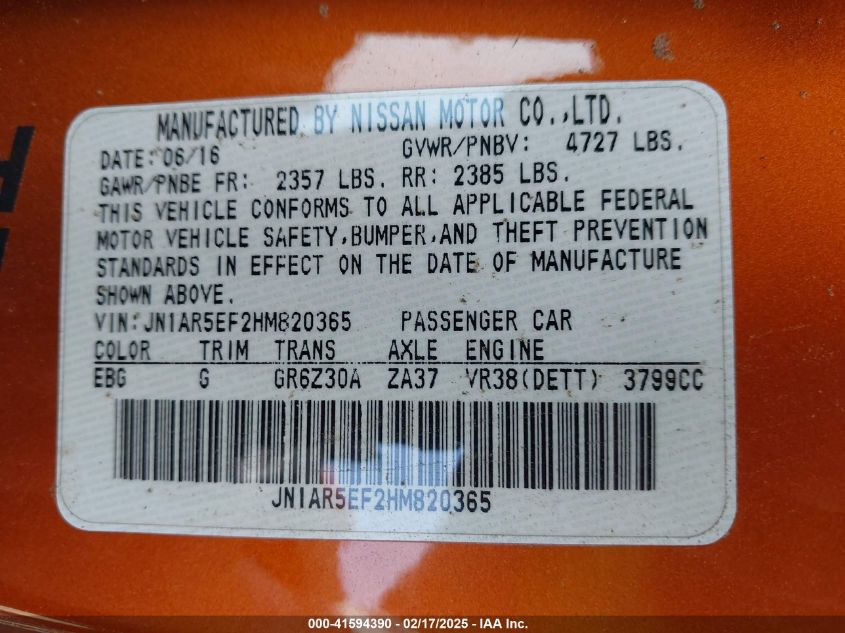 MANUFACTURED BY NISSAN MOTOR CO.,LTD.
DATE: 06/16 GVWR/PNBV: 4727 LBS.
GAWR/PNBE FR: 2357 LBS. RR: 2385 LBS.
THIS VEHICLE CONFORMS TO ALL APPLICABLE FEDERAL
MOTOR VEHICLE SAFETY,BUMPER,AND THEFT PREVENTION
STANDARDS IN EFFECT ON THE DATE OF MANUFACTURE
SHOWN ABOVE.
VIN:JN1AR5EF2HM820365 PASSENGER CAR
COLOR TRIM TRANS AXLE ENGINE
EBG G GR6Z30A ZA37 VR38(DETT) 3799CC
JN1AR5EF2HM820365
000-41594390 - 02/17/2025 - IAA Inc.